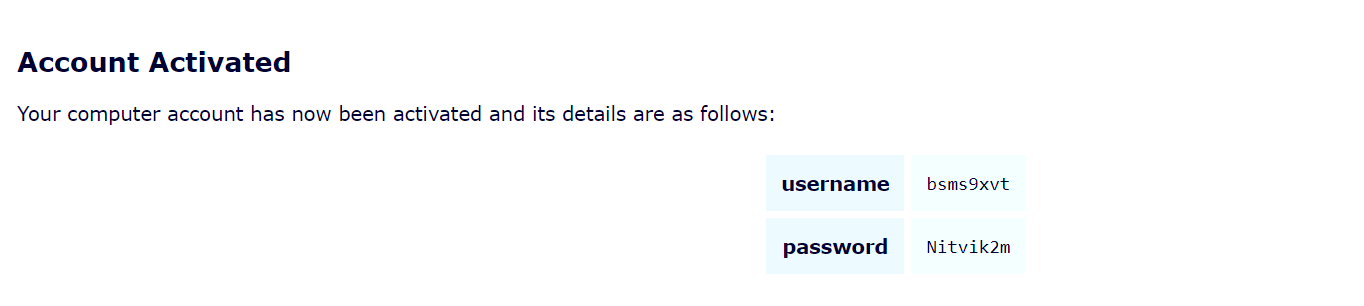 Account Activated
Your computer account has now been activated and its details are as follows:
username bsms9xvt
password Nitvik2m